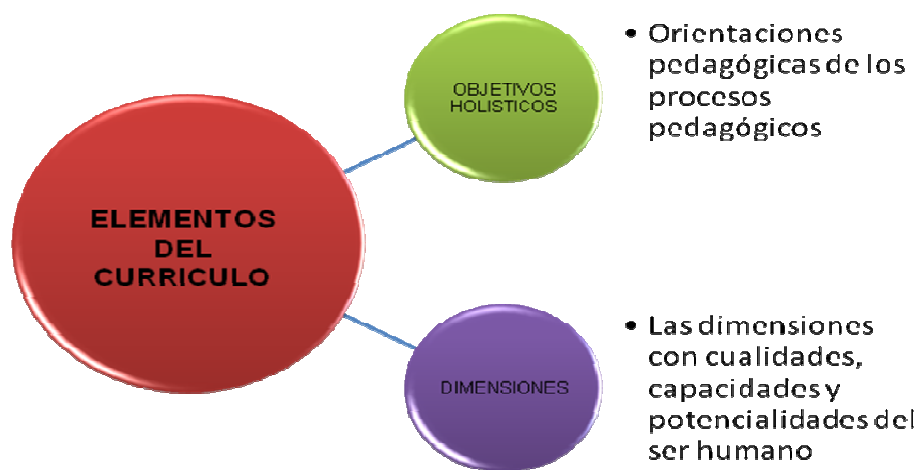 ELEMENTOS
DEL
CURRICULO
OBJETIVOS
HOLISTICOS
• Orientaciones
pedagógicas de los
procesos
pedagógicos
DIMENSIONES
• Las dimensiones
con cualidades,
capacidades y
potencialidades del
ser humano